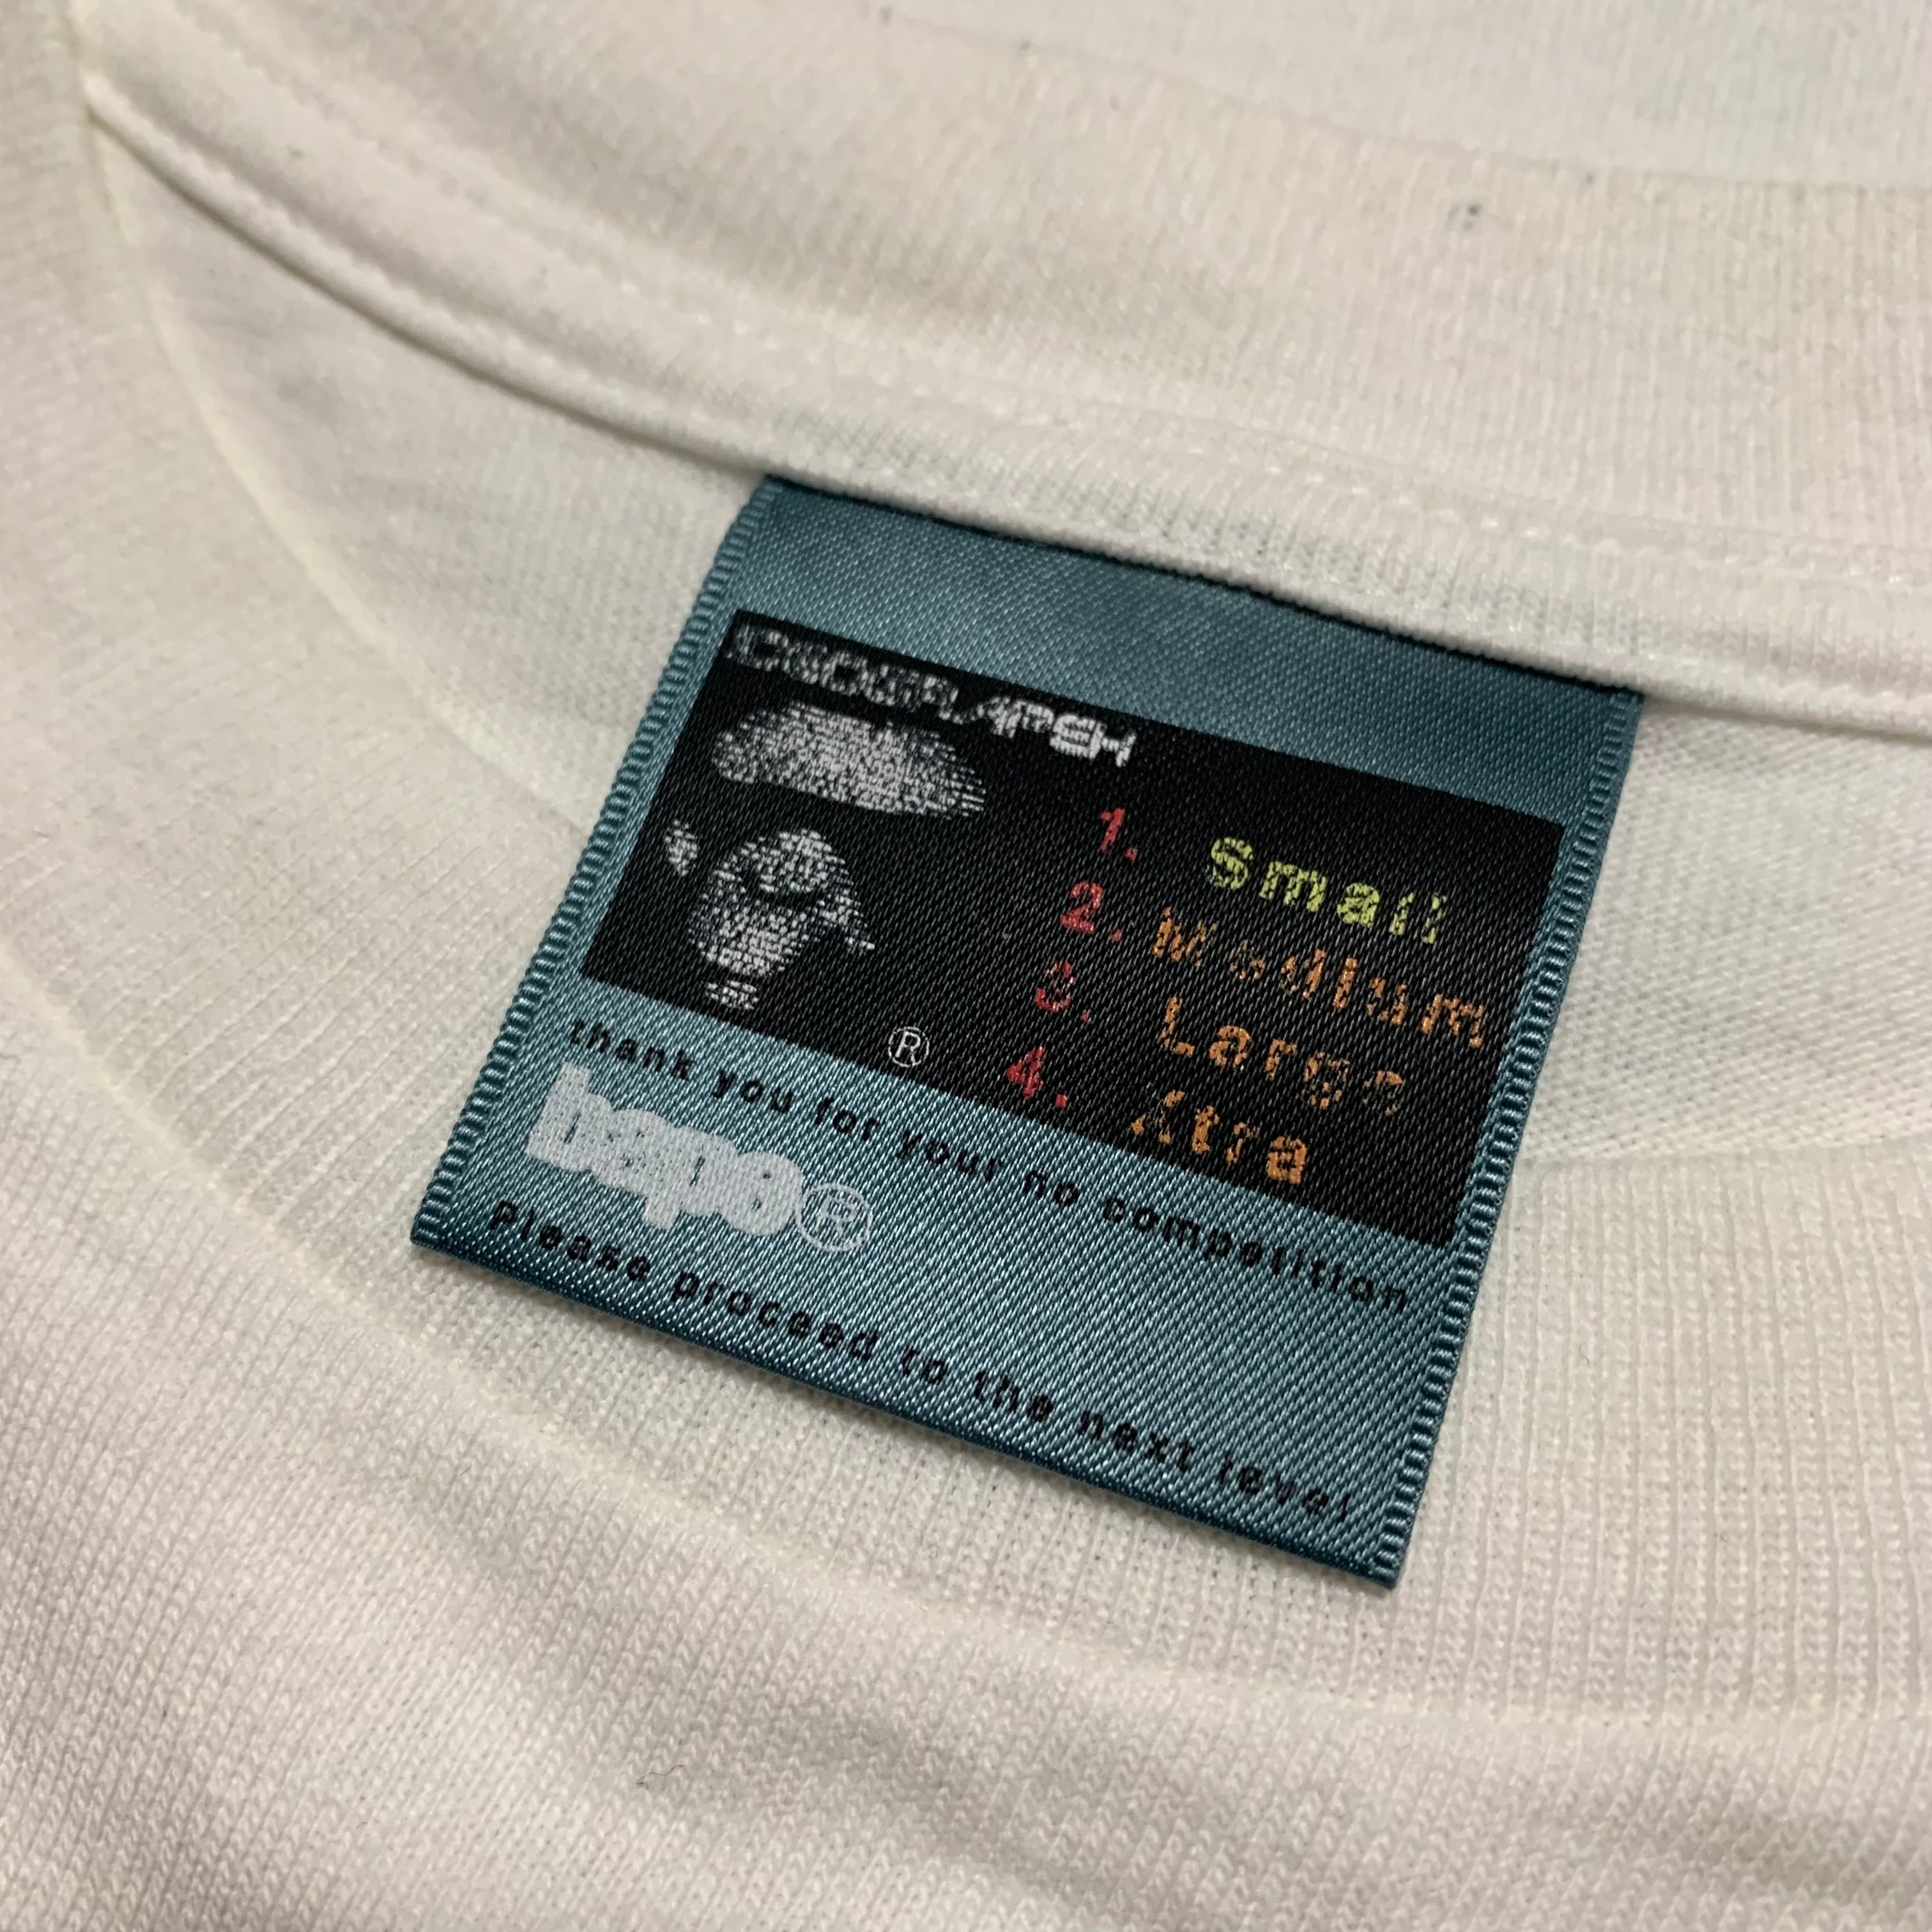 1. Small
2. Medium
3. Large
4. Xtra
®
thank you for your no competition
bape®
Please proceed to the next level